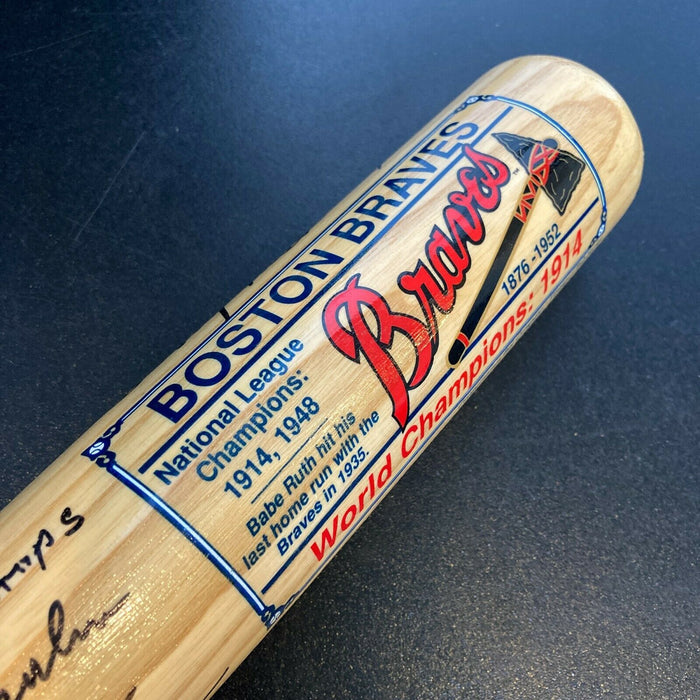 BOSTON BRAVES
Braves™
1876 - 1952
National League
Champions:
1914, 1948
Babe Ruth hit his
last home run with the
Braves in 1935.
World Champions: 1914